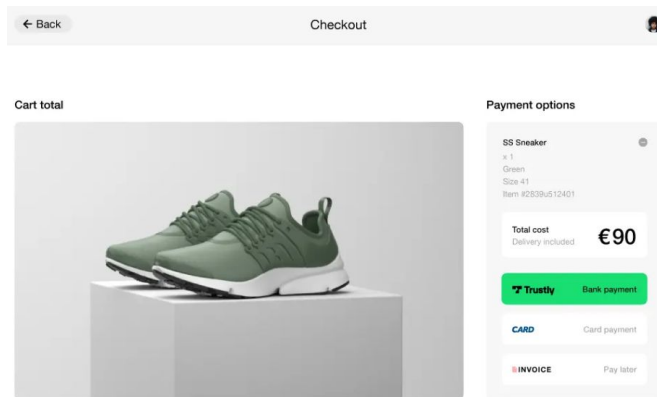 ← Back
Checkout
Cart total
Payment options
SS Sneaker
x 1
Green
Size 41
Item #2839u512401
Total cost
Delivery included
€90
Trustly
Bank payment
CARD
Card payment
INVOICE
Pay later